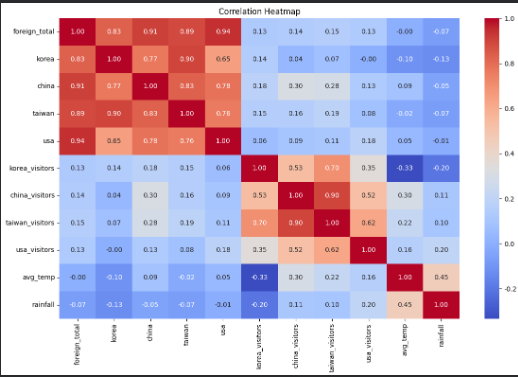 Correlation Heatmap
foreign_total 1.00 0.83 0.91 0.89 0.94 0.13 0.14 0.15 0.13 -0.00 -0.07
korea 0.83 1.00 0.77 0.90 0.65 0.14 0.04 0.07 -0.00 -0.10 -0.13
china 0.91 0.77 1.00 0.83 0.78 0.18 0.30 0.28 0.13 0.09 -0.05
taiwan 0.89 0.90 0.83 1.00 0.76 0.15 0.16 0.19 0.08 -0.02 -0.07
usa 0.94 0.65 0.78 0.76 1.00 0.06 0.09 0.11 0.18 0.05 -0.01
korea_visitors 0.13 0.14 0.18 0.15 0.06 1.00 0.53 0.70 0.35 -0.33 -0.20
china_visitors 0.14 0.04 0.30 0.16 0.09 0.53 1.00 0.90 0.52 0.30 0.11
taiwan_visitors 0.15 0.07 0.28 0.19 0.11 0.70 0.90 1.00 0.62 0.22 0.10
usa_visitors 0.13 -0.00 0.13 0.08 0.18 0.35 0.52 0.62 1.00 0.16 0.20
avg_temp -0.00 -0.10 0.09 -0.02 0.05 -0.33 0.30 0.22 0.16 1.00 0.45
rainfall -0.07 -0.13 -0.05 -0.07 -0.01 -0.20 0.11 0.10 0.20 0.45 1.00
foreign_total korea china taiwan usa korea_visitors china_visitors taiwan_visitors usa_visitors avg_temp rainfall
1.0
0.8
0.6
0.4
0.2
0.0
-0.2